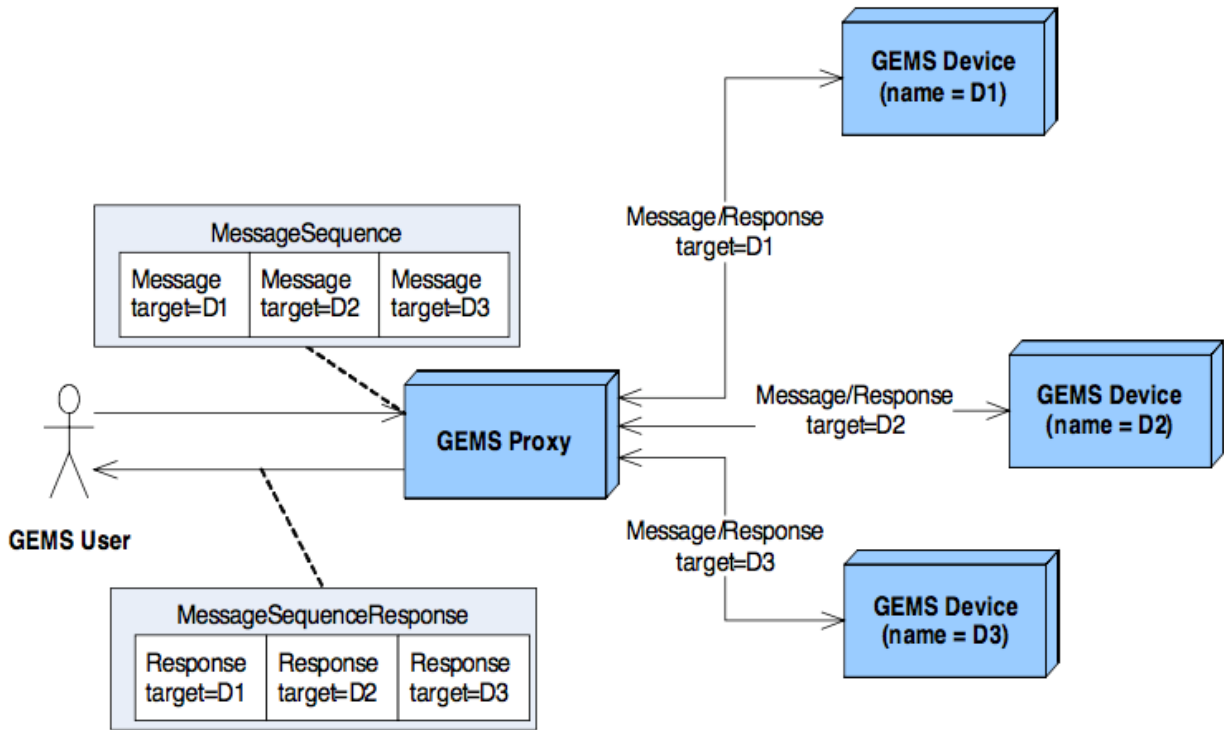 GEMS Device
(name = D1)
Message/Response
target=D1
MessageSequence
Message
target=D1
Message
target=D2
Message
target=D3
GEMS Proxy
Message/Response
target=D2
GEMS Device
(name = D2)
GEMS User
Message/Response
target=D3
GEMS Device
(name = D3)
MessageSequenceResponse
Response
target=D1
Response
target=D2
Response
target=D3